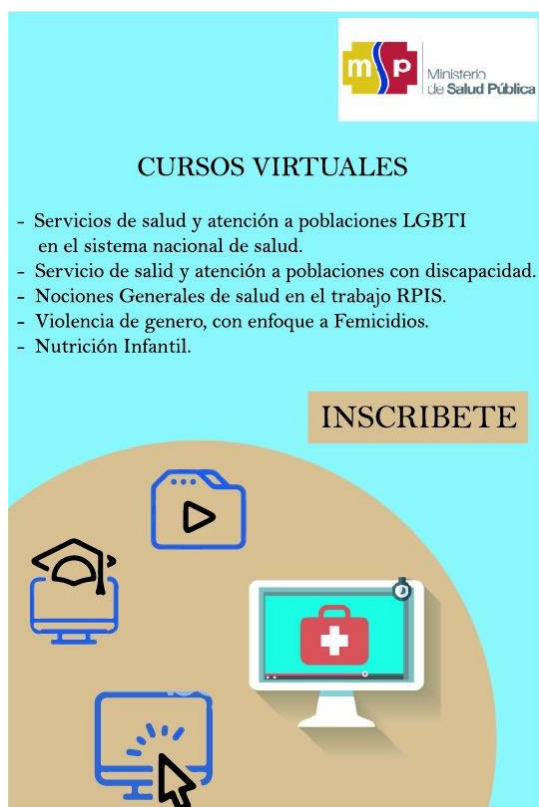 msp
Ministerio
de Salud Pública
CURSOS VIRTUALES
- Servicios de salud y atención a poblaciones LGBTI
en el sistema nacional de salud.
- Servicio de salid y atención a poblaciones con discapacidad.
- Nociones Generales de salud en el trabajo RPIS.
- Violencia de genero, con enfoque a Femicidios.
- Nutrición Infantil.
INSCRIBETE